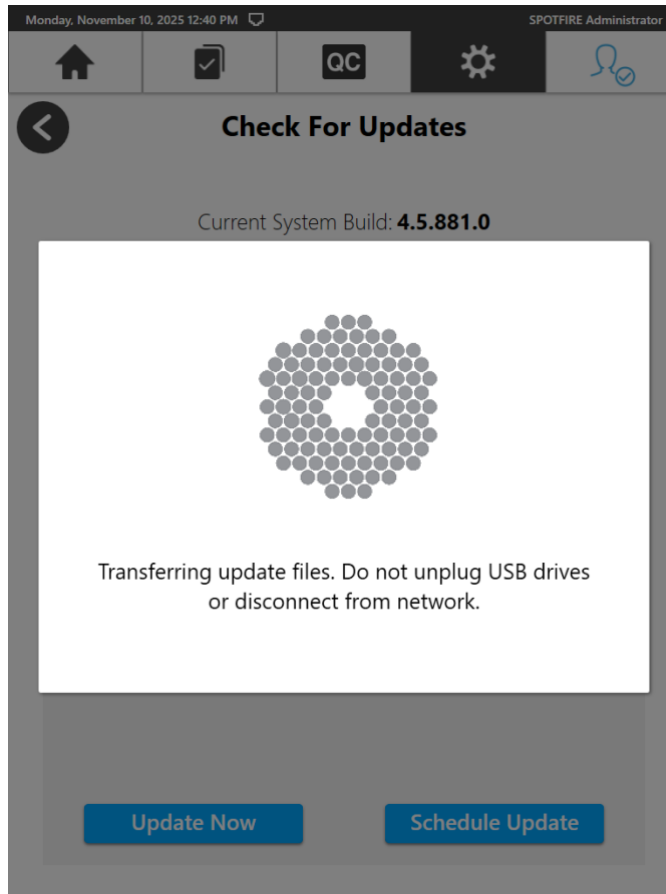 Monday, November 10, 2025 12:40 PM
SPOTFIRE Administrator
QC
Check For Updates
Current System Build: 4.5.881.0
Transferring update files. Do not unplug USB drives
or disconnect from network.
Update Now
Schedule Update